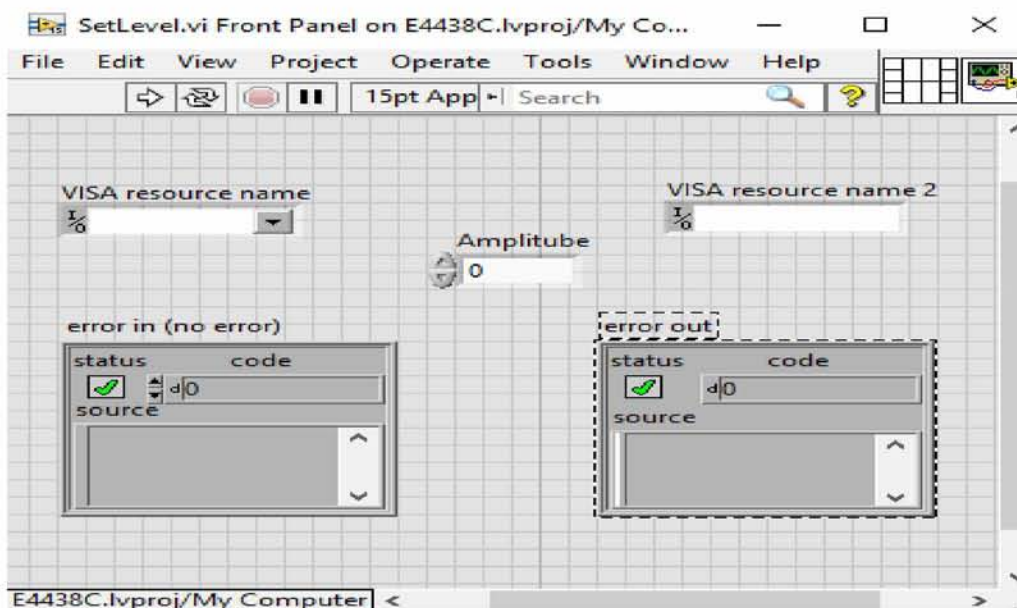 SetLevel.vi Front Panel on E4438C.lvproj/My Co...
File Edit View Project Operate Tools Window Help
15pt App Search ?
VISA resource name
VISA resource name 2
I/O
I/O
Amplitube
0
error in (no error)
error out
status code
status code
d 0
d 0
source
source
E4438C.lvproj/My Computer